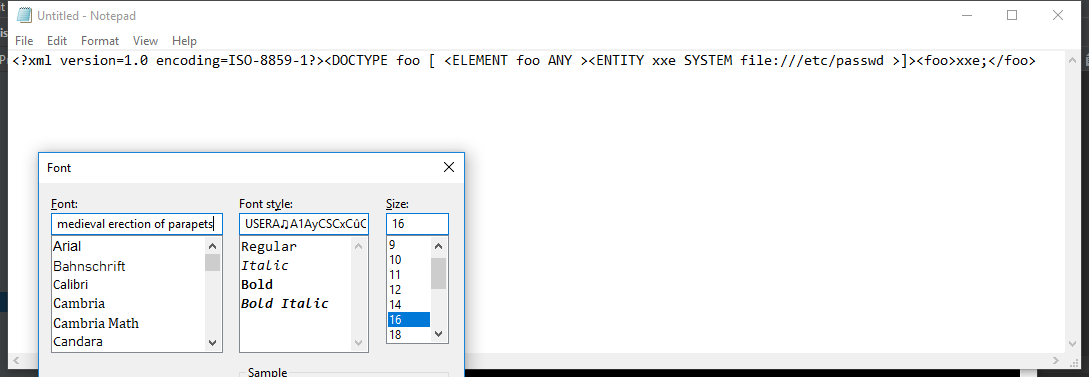 Untitled - Notepad
File Edit Format View Help
<?xml version=1.0 encoding=ISO-8859-1?><DOCTYPE foo [ <ELEMENT foo ANY ><ENTITY xxe SYSTEM file:///etc/passwd >]><foo>xxe;</foo>
Font
Font: Font style: Size:
medieval erection of parapets USERA♫A1AyCSCxCûC 16
Arial Regular 9
Bahnschrift Italic 10
Calibri Bold 11
Cambria Bold Italic 12
Cambria Math 14
Candara 16
18
Sample